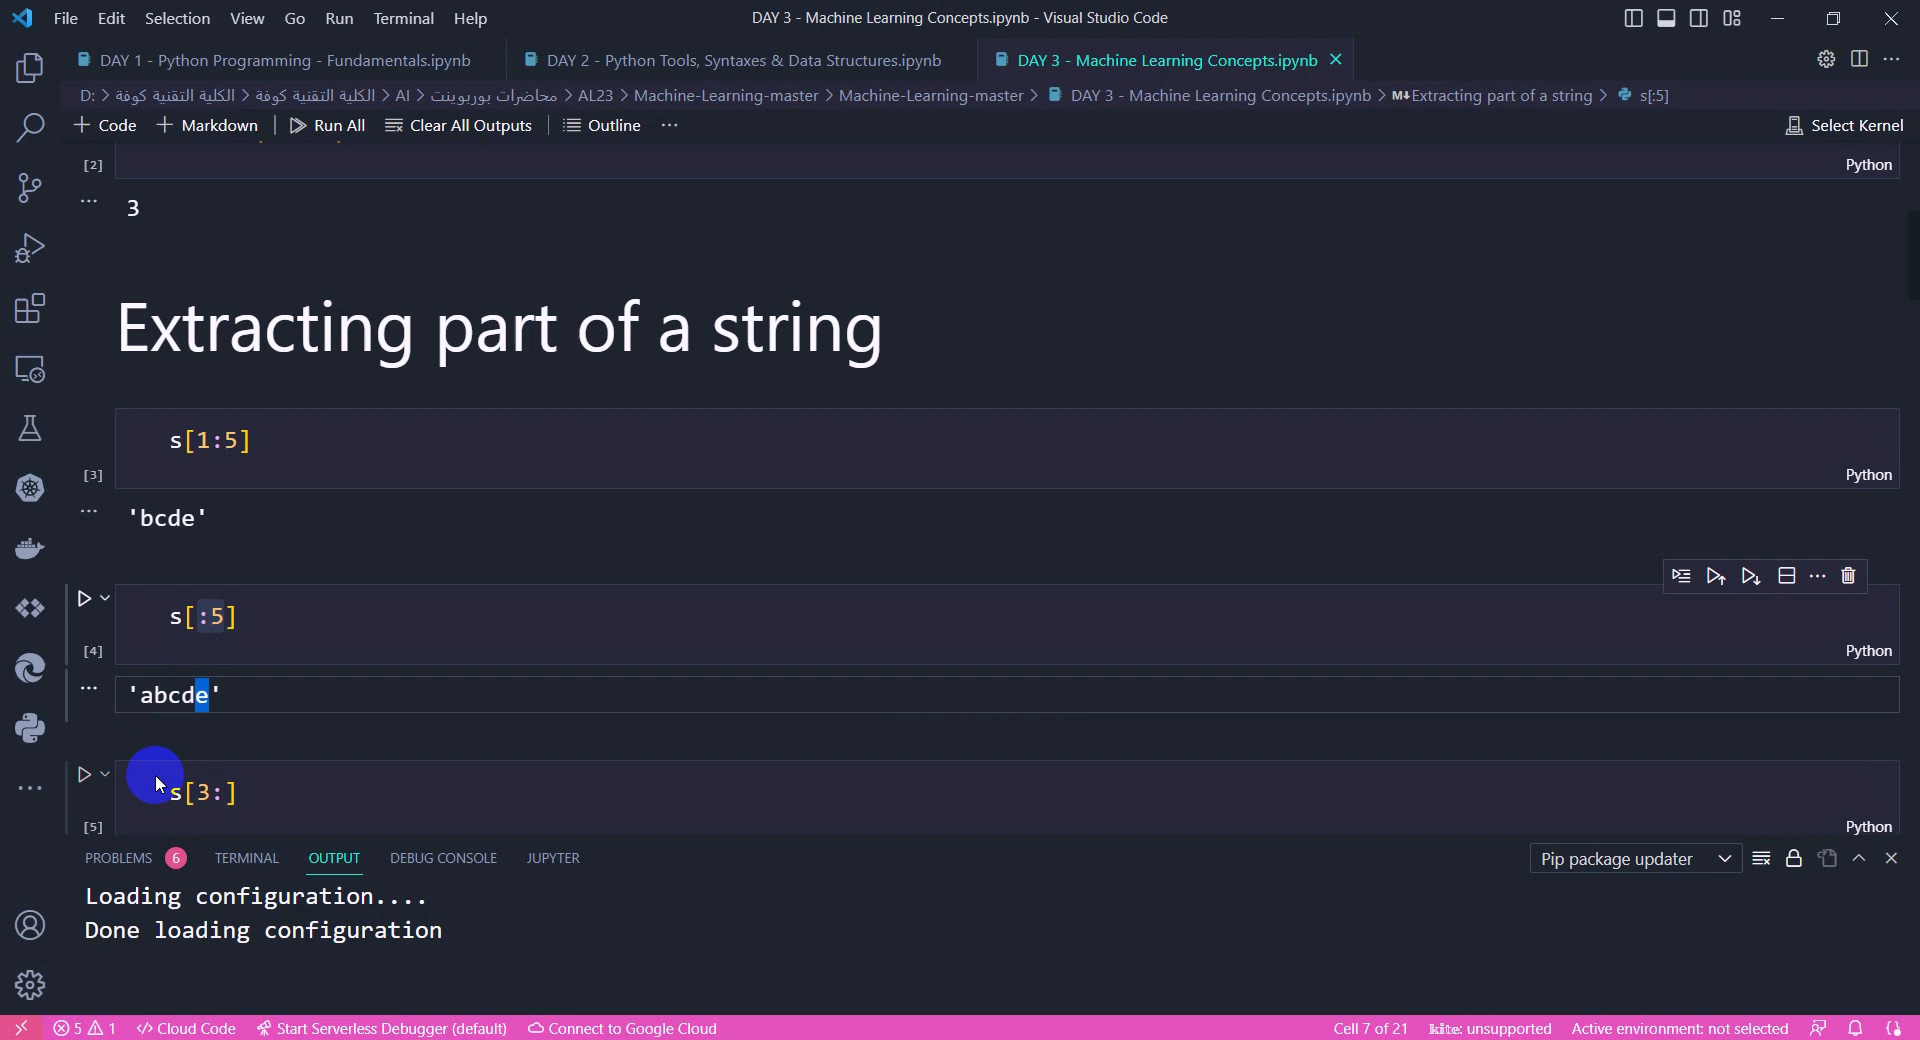 File Edit Selection View Go Run Terminal Help
DAY 3 - Machine Learning Concepts.ipynb - Visual Studio Code
DAY 1 - Python Programming - Fundamentals.ipynb
DAY 2 - Python Tools, Syntaxes & Data Structures.ipynb
DAY 3 - Machine Learning Concepts.ipynb
D: > الكلية التقنية كوفة > الكلية التقنية كوفة > AI > محاضرات بوربوينت > AL23 > Machine-Learning-master > Machine-Learning-master > DAY 3 - Machine Learning Concepts.ipynb > M↓Extracting part of a string > s[:5]
+ Code + Markdown Run All Clear All Outputs Outline ...
Select Kernel
[2]
Python
... 3
Extracting part of a string
s[1:5]
[3]
Python
... 'bcde'
s[:5]
[4]
Python
... 'abcde'
s[3:]
[5]
Python
PROBLEMS 6 TERMINAL OUTPUT DEBUG CONSOLE JUPYTER
Pip package updater
Loading configuration....
Done loading configuration
5 1 Cloud Code Start Serverless Debugger (default) Connect to Google Cloud
Cell 7 of 21 kite: unsupported Active environment: not selected